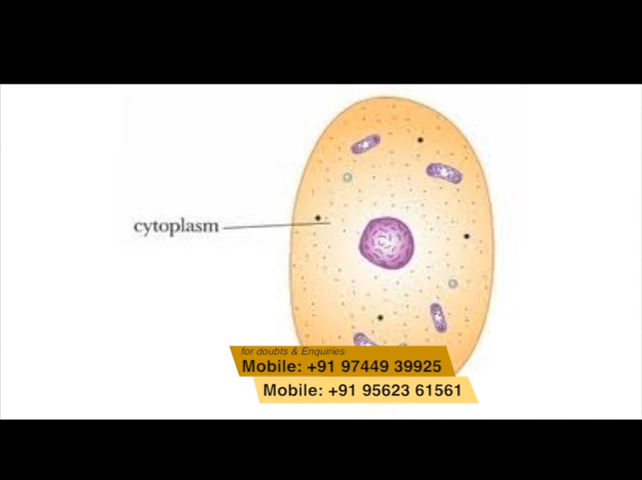 cytoplasm
for doubts & Enquiries
Mobile: +91 97449 39925
Mobile: +91 95623 61561